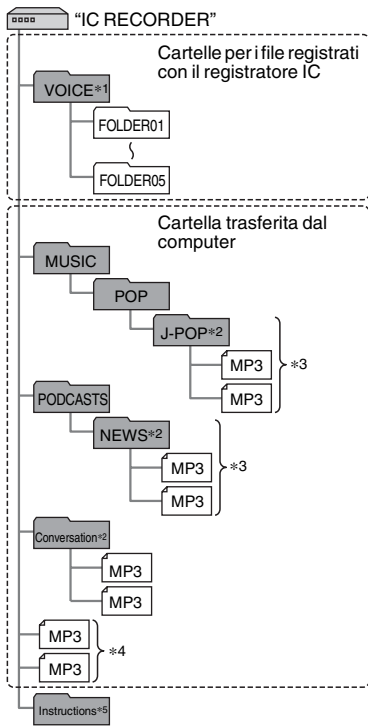 “IC RECORDER”
Cartelle per i file registrati
con il registratore IC
VOICE*1
FOLDER01
FOLDER05
Cartella trasferita dal
computer
MUSIC
POP
J-POP*2
MP3
*3
MP3
PODCASTS
NEWS*2
MP3
*3
MP3
Conversation*2
MP3
MP3
MP3
*4
MP3
Instructions*5